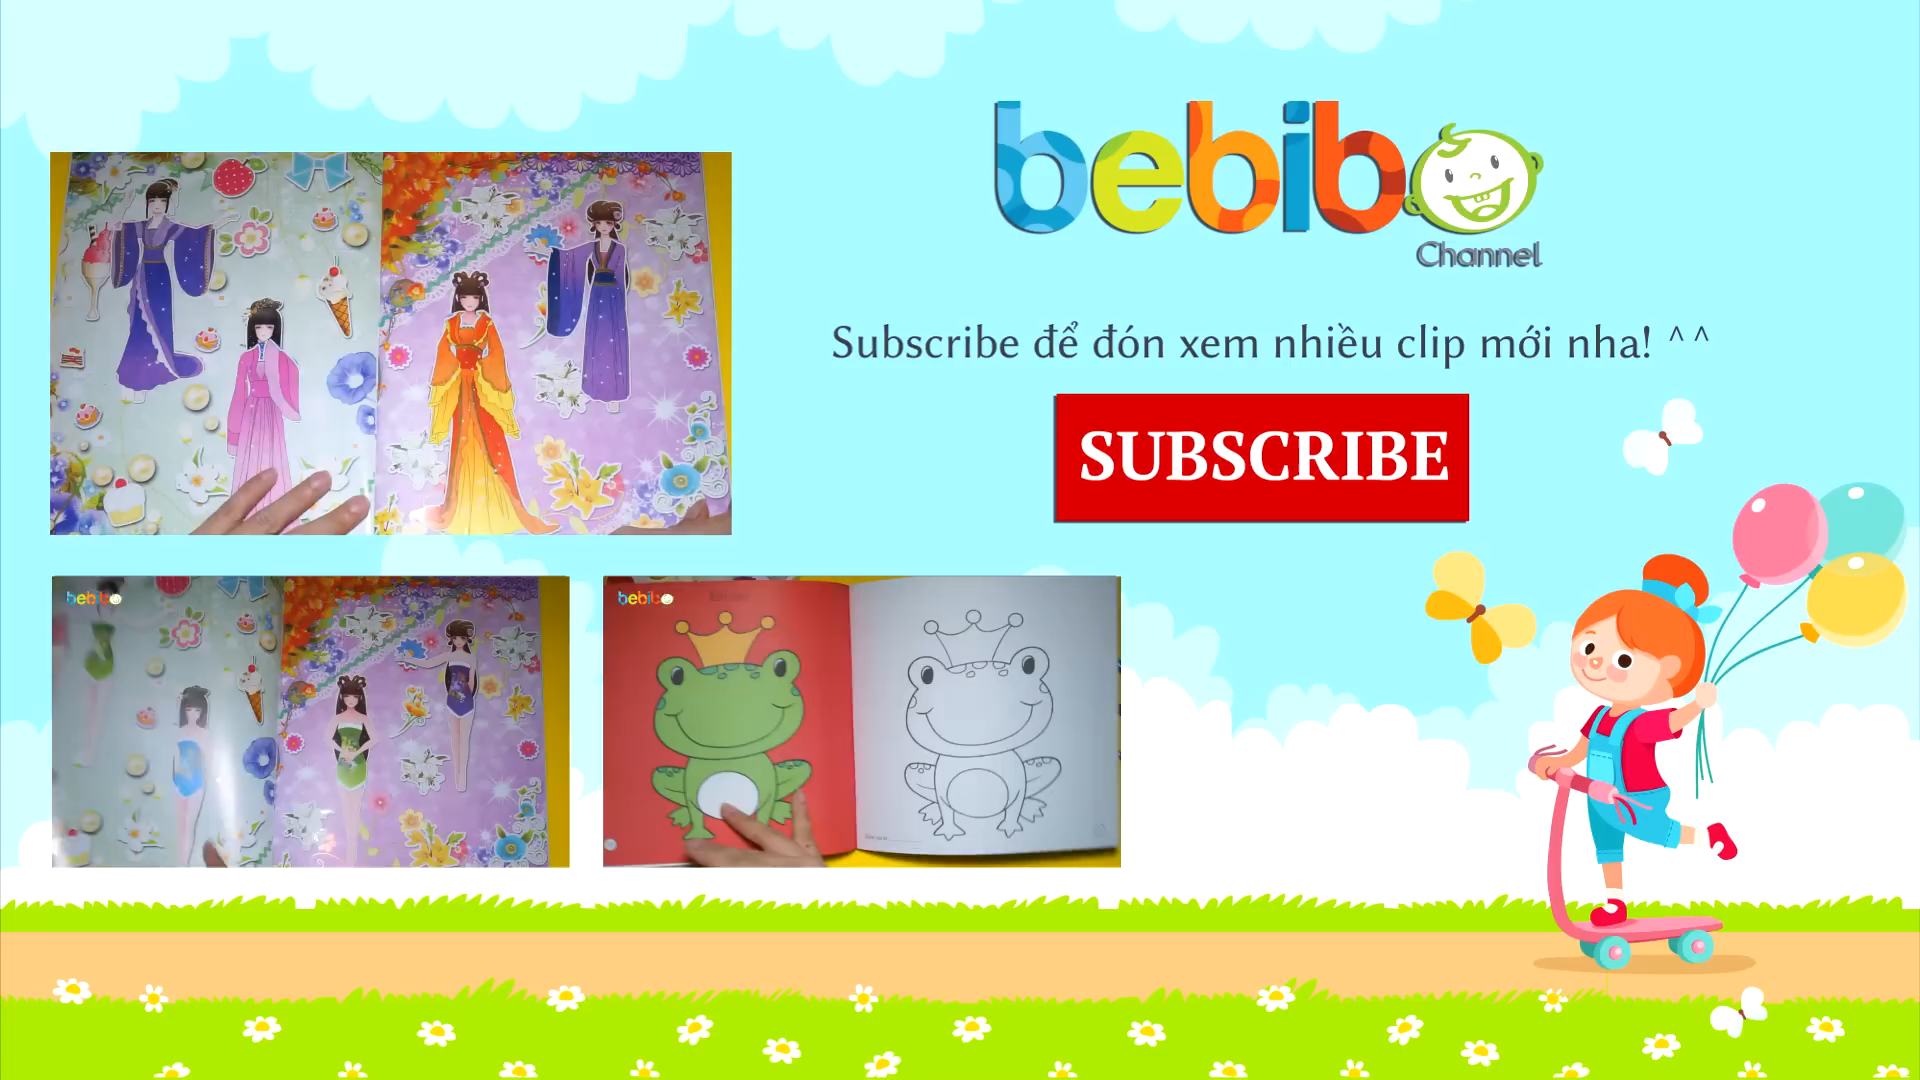 bebibo
Channel
Subscribe để đón xem nhiều clip mới nha! ^ ^
SUBSCRIBE
bebibo
bebibo